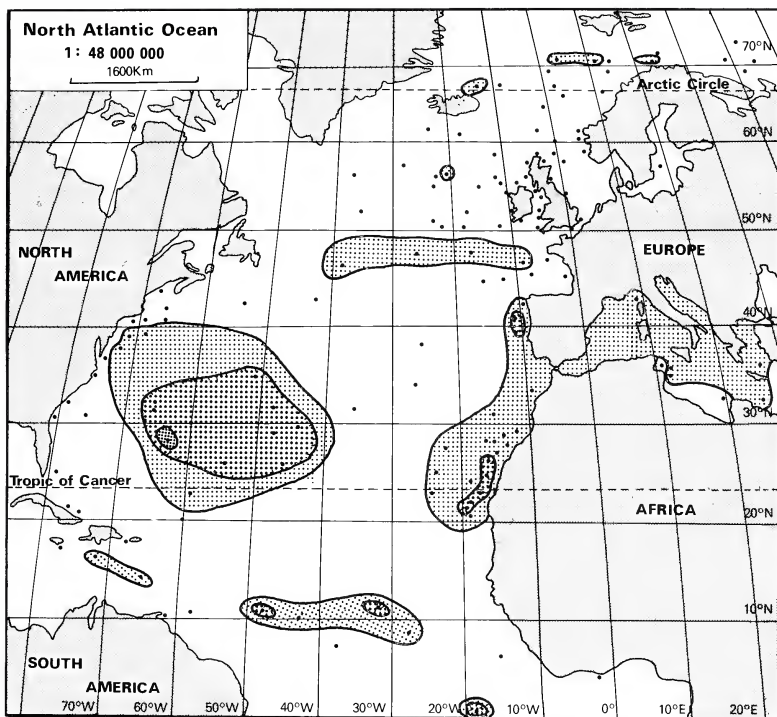 North Atlantic Ocean
1: 48 000 000
1600Km
70°N
Arctic Circle
60°N
50°N
NORTH
AMERICA
EUROPE
40°N
30°N
Tropic of Cancer
AFRICA
20°N
10°N
SOUTH
AMERICA
70°W 60°W 50°W 40°W 30°W 20°W 10°W 0° 10°E 20°E